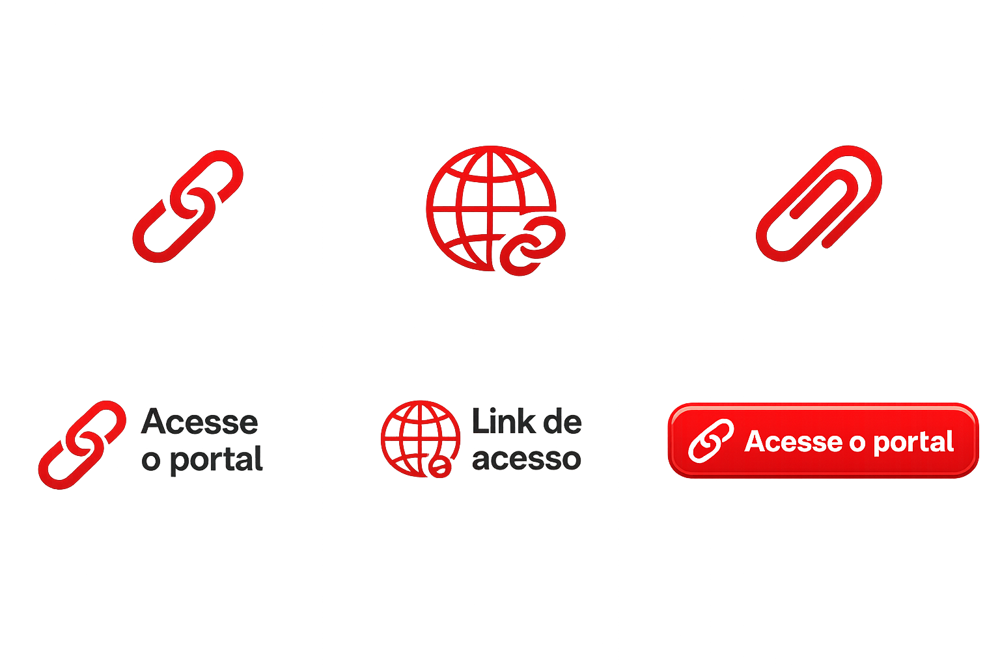 Acesse
o portal
Link de
acesso
Acesse o portal